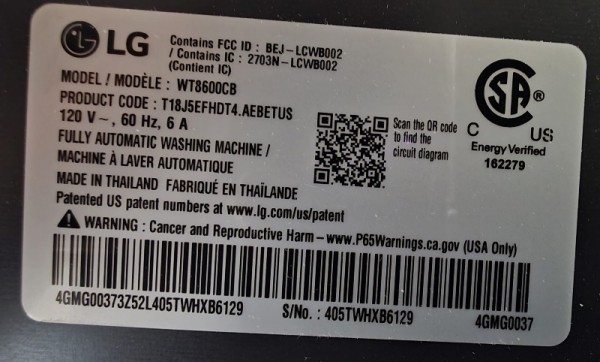 LG
Contains FCC ID : BEJ-LCWB002
/ Contains IC : 2703N-LCWB002
(Contient IC)
MODEL / MODÈLE : WT8600CB
PRODUCT CODE : T18J5EFHDT4.ABETUS
120 V ~, 60 Hz, 6 A
FULLY AUTOMATIC WASHING MACHINE /
MACHINE À LAVER AUTOMATIQUE
MADE IN THAILAND FABRIQUÉ EN THAÏLANDE
Patented US patent numbers at www.lg.com/us/patent
Scan the QR code
to find the
circuit diagram
SA ®
C US
Energy Verified
162279
WARNING : Cancer and Reproductive Harm – www.P65Warnings.ca.gov (USA Only)
4GMG00373Z52L405TWHXB6129 S/No. : 405TWHXB6129 4GMG0037